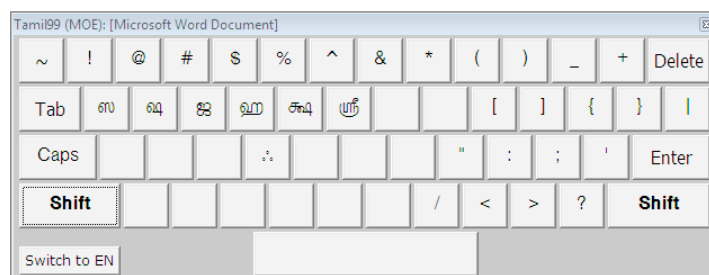 Tamil99 (MOE): [Microsoft Word Document]
~ ! @ # $ % ^ & * ( ) _ + Delete
Tab ஸ ஷ ஜ ஹ க்ஷ ஸ்ரீ [ ] { } |
Caps ஃ " : ; ' Enter
Shift / < > ? Shift
Switch to EN